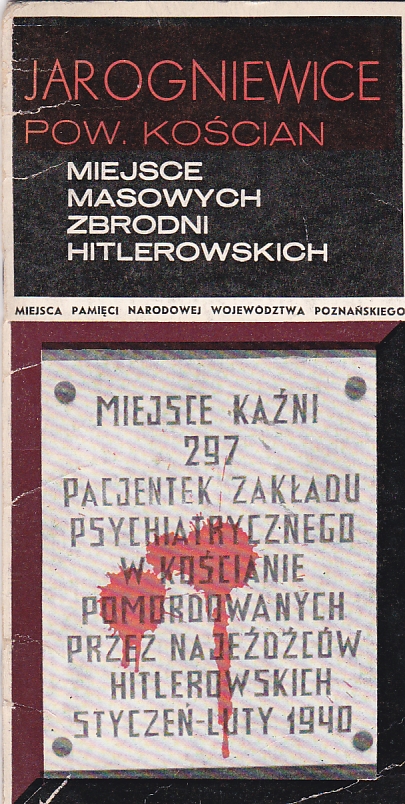 JAROGNIEWICE
POW. KOŚCIAN
MIEJSCE
MASOWYCH
ZBRODNI
HITLEROWSKICH
MIEJSCA PAMIĘCI NARODOWEJ WOJEWÓDZTWA POZNAŃSKIEGO
MIEJSCE KAŹNI
297
PACJENTEK ZAKŁADU
PSYCHIATRYCZNEGO
W KOŚCIANIE
POMORDOWANYCH
PRZEZ NAJEŹDŹCÓW
HITLEROWSKICH
STYCZEŃ-LUTY 1940